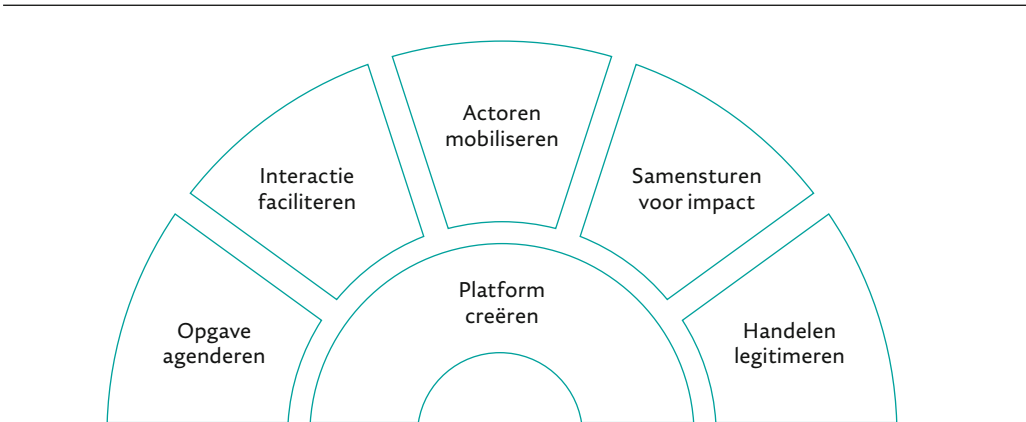 Actoren
mobiliseren
Interactie
faciliteren
Samensturen
voor impact
Platform
creëren
Opgave
agenderen
Handelen
legitimeren